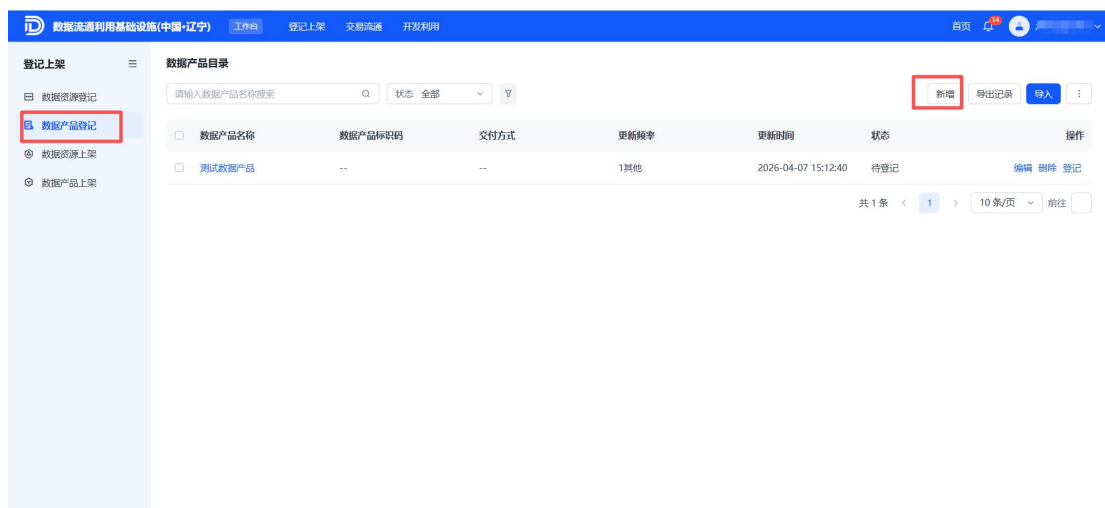 数据流通利用基础设施(中国•辽宁) 工作台 登记上架 交易流通 开发利用 首页 14
登记上架
数据资源登记
数据产品登记
数据资源上架
数据产品上架
数据产品目录
请输入数据产品名称搜索 状态 全部 新增 导出记录 导入
数据产品名称 数据产品标识码 交付方式 更新频率 更新时间 状态 操作
测试数据产品 -- -- 1其他 2026-04-07 15:12:40 待登记 编辑 删除 登记
共 1 条 1 10 条/页 前往